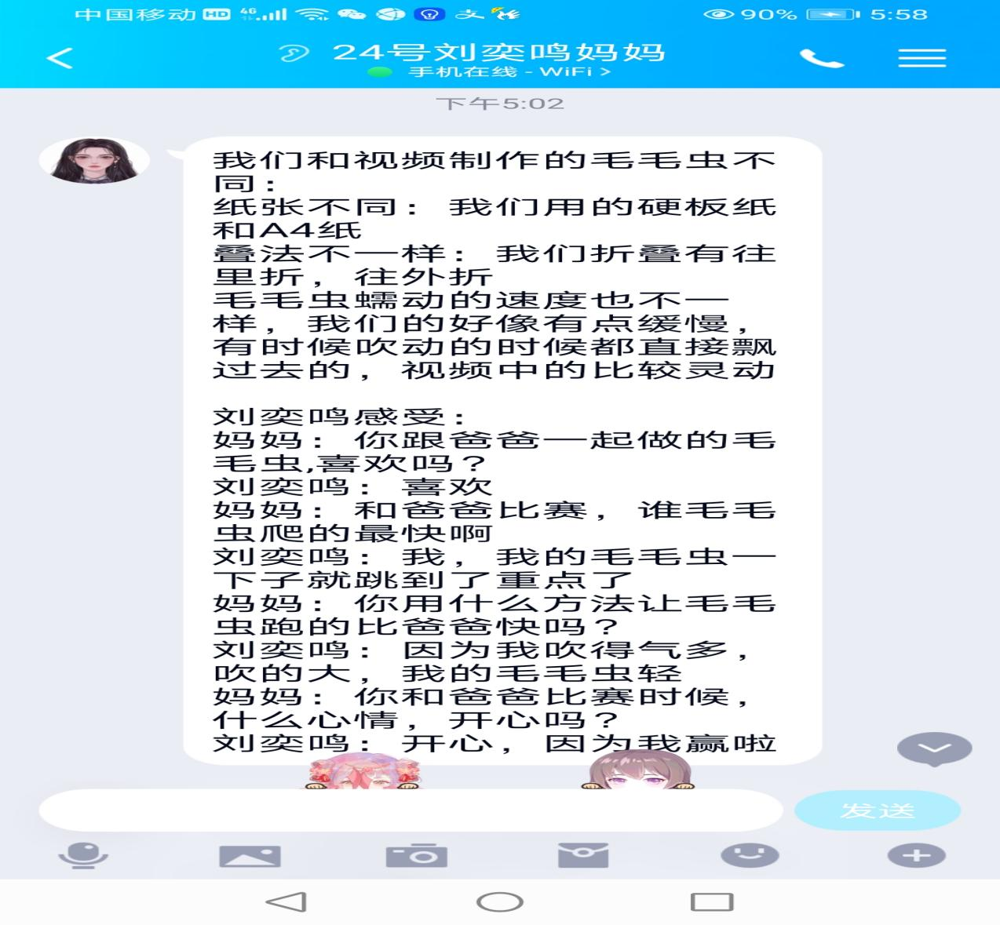 中国移动 HD 4G 90% 5:58
24号刘奕鸣妈妈
手机在线 - WiFi >
下午5:02
我们和视频制作的毛毛虫不
同：
纸张不同：我们用的硬板纸
和A4纸
叠法不一样：我们折叠有往
里折，往外折
毛毛虫蠕动的速度也不一
样，我们的好像有点缓慢，
有时候吹动的时候都直接飘
过去的，视频中的比较灵动
刘奕鸣感受：
妈妈：你跟爸爸一起做的毛
毛虫,喜欢吗？
刘奕鸣：喜欢
妈妈：和爸爸比赛，谁毛毛
虫爬的最快啊
刘奕鸣：我，我的毛毛虫一
下子就跳到了重点了
妈妈：你用什么方法让毛毛
虫跑的比爸爸快吗？
刘奕鸣：因为我吹得气多，
吹的大，我的毛毛虫轻
妈妈：你和爸爸比赛时候，
什么心情，开心吗？
刘奕鸣：开心，因为我赢啦
发送